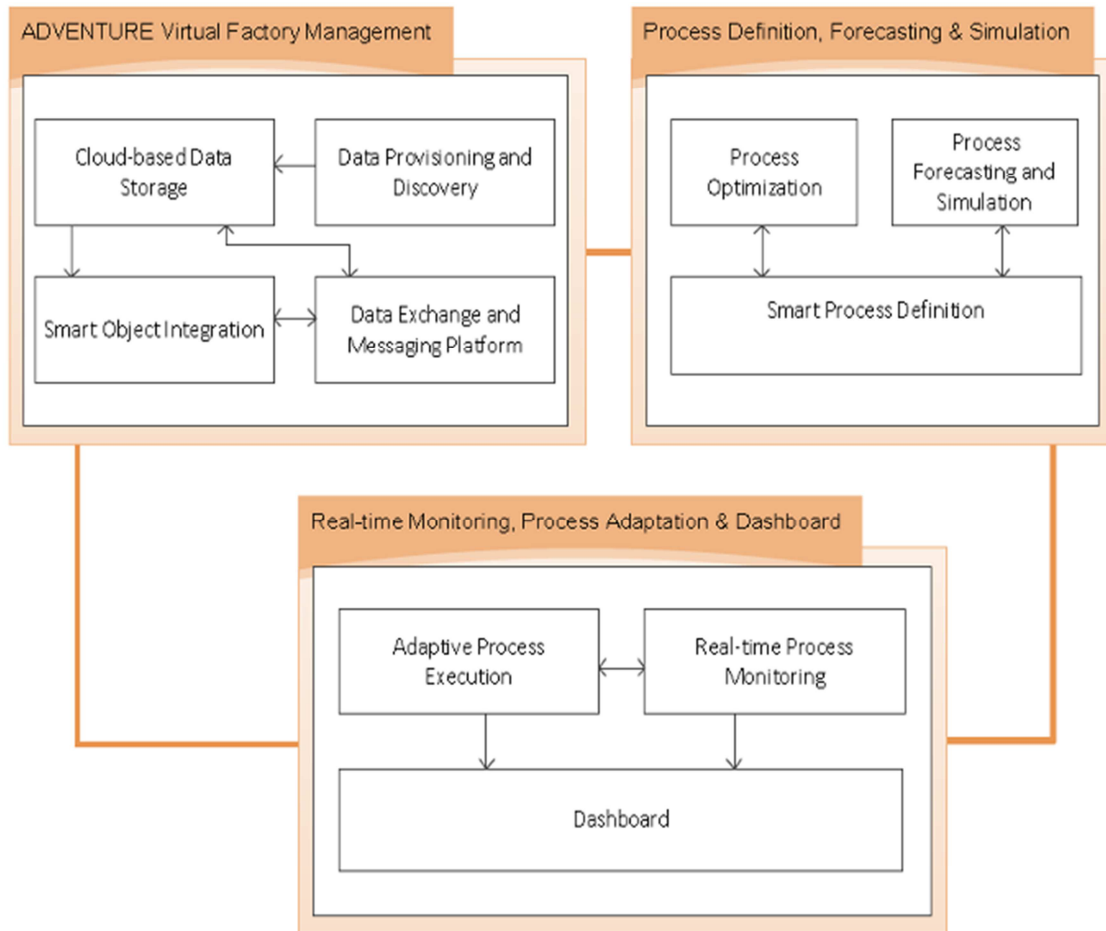 ADVENTURE Virtual Factory Management
Cloud-based Data
Storage
Data Provisioning and
Discovery
Smart Object Integration
Data Exchange and
Messaging Platform
Process Definition, Forecasting & Simulation
Process
Optimization
Process
Forecasting and
Simulation
Smart Process Definition
Real-time Monitoring, Process Adaptation & Dashboard
Adaptive Process
Execution
Real-time Process
Monitoring
Dashboard